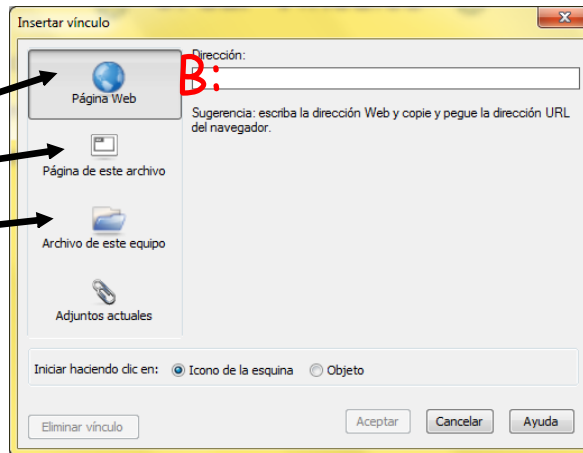 Insertar vínculo
Dirección:
B:
Página Web
Sugerencia: escriba la dirección Web y copie y pegue la dirección URL
del navegador.
Página de este archivo
Archivo de este equipo
Adjuntos actuales
Iniciar haciendo clic en: Icono de la esquina Objeto
Eliminar vínculo Aceptar Cancelar Ayuda